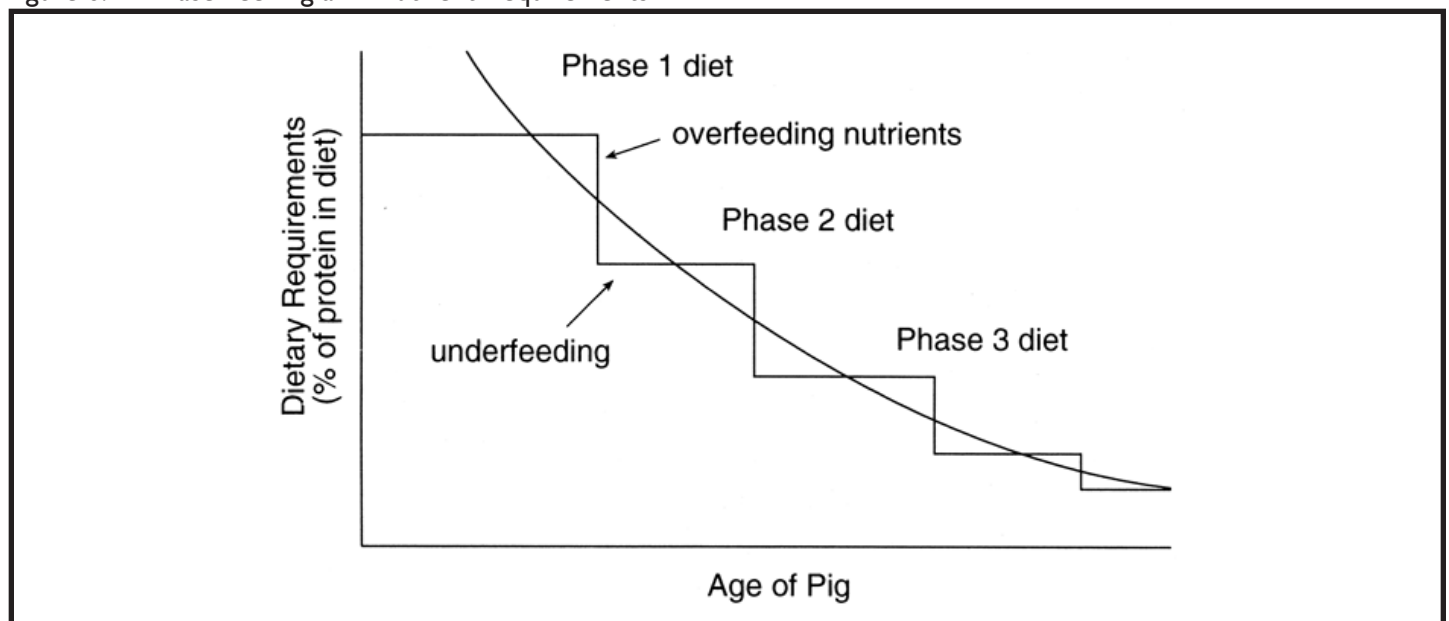 Phase 1 diet
overfeeding nutrients
Phase 2 diet
underfeeding
Phase 3 diet
Dietary Requirements
(% of protein in diet)
Age of Pig